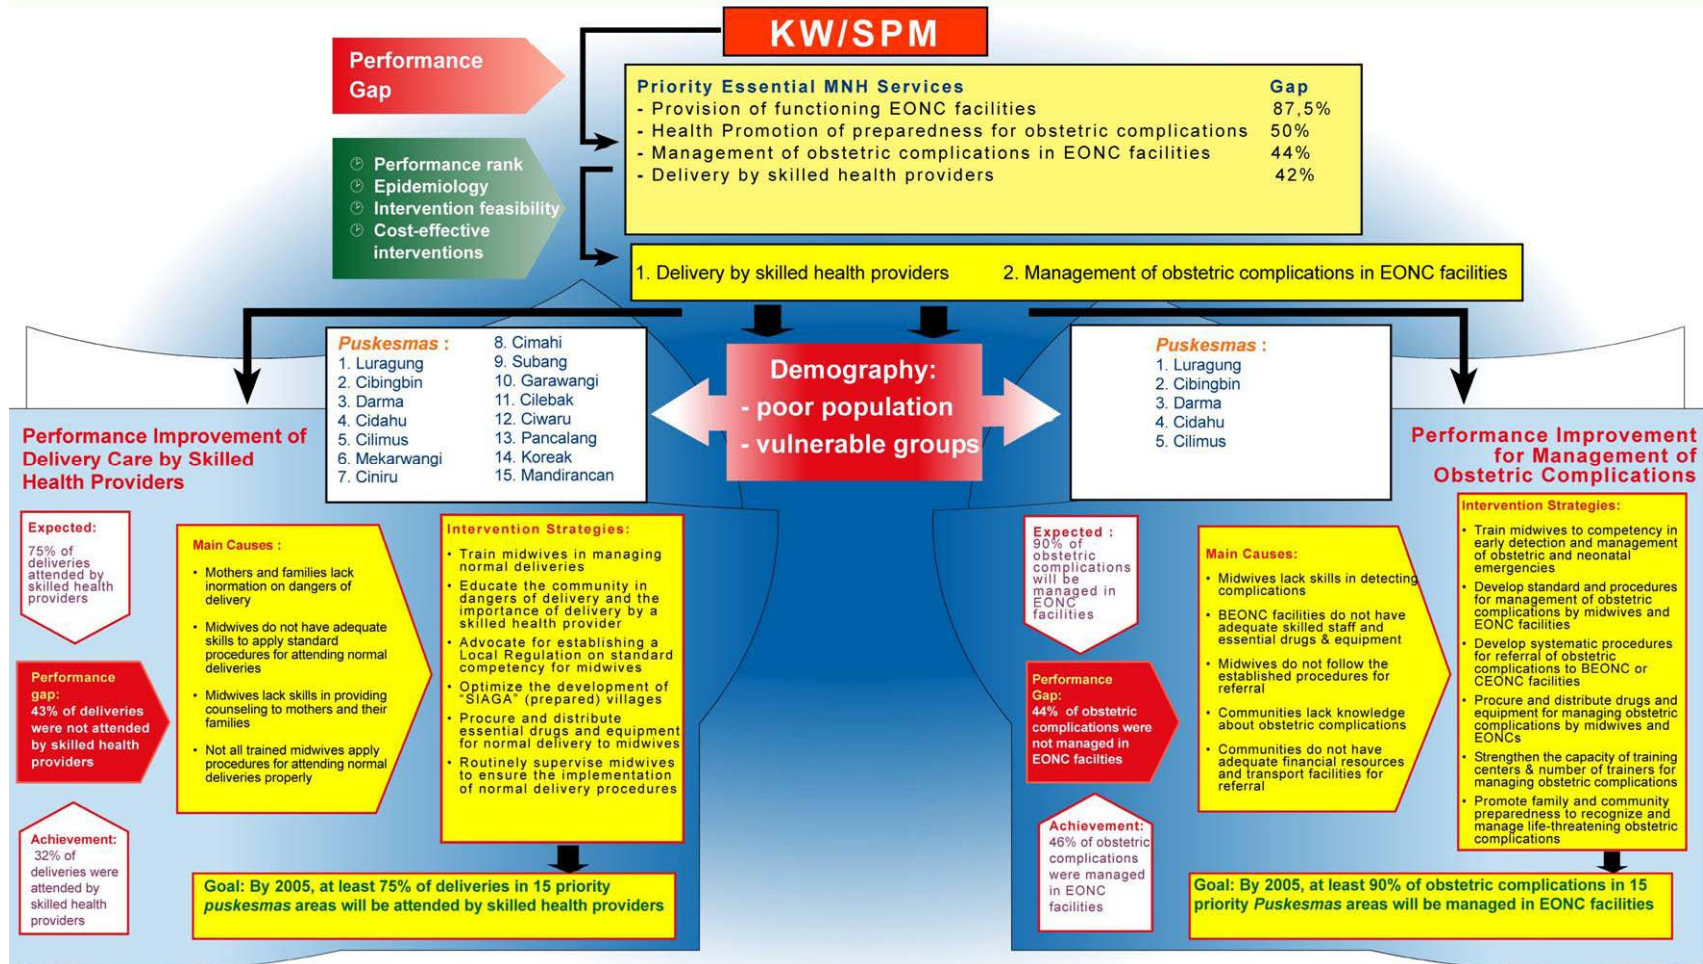 KW/SPM
Performance
Gap
Priority Essential MNH Services Gap
- Provision of functioning EONC facilities 87,5%
- Health Promotion of preparedness for obstetric complications 50%
- Management of obstetric complications in EONC facilities 44%
- Delivery by skilled health providers 42%
Performance rank
Epidemiology
Intervention feasibility
Cost-effective
interventions
1. Delivery by skilled health providers 2. Management of obstetric complications in EONC facilities
Puskesmas :
1. Luragung
2. Cibingbin
3. Darma
4. Cidahu
5. Cilimus
6. Mekarwangi
7. Ciniru
8. Cimahi
9. Subang
10. Garawangi
11. Cilebak
12. Ciwaru
13. Pancalang
14. Koreak
15. Mandirancan
Demography:
- poor population
- vulnerable groups
Puskesmas :
1. Luragung
2. Cibingbin
3. Darma
4. Cidahu
5. Cilimus
Performance Improvement of
Delivery Care by Skilled
Health Providers
Expected:
75% of
deliveries
attended by
skilled health
providers
Performance
gap:
43% of deliveries
were not attended
by skilled health
providers
Achievement:
32% of
deliveries were
attended by
skilled health
providers
Main Causes :
• Mothers and families lack
inormation on dangers of
delivery
• Midwives do not have adequate
skills to apply standard
procedures for attending normal
deliveries
• Midwives lack skills in providing
counseling to mothers and their
families
• Not all trained midwives apply
procedures for attending normal
deliveries properly
Intervention Strategies:
• Train midwives in managing
normal deliveries
• Educate the community in
dangers of delivery and the
importance of delivery by a
skilled health provider
• Advocate for establishing a
Local Regulation on standard
competency for midwives
• Optimize the development of
"SIAGA" (prepared) villages
• Procure and distribute
essential drugs and equipment
for normal delivery to midwives
• Routinely supervise midwives
to ensure the implementation
of normal delivery procedures
Goal: By 2005, at least 75% of deliveries in 15 priority
puskesmas areas will be attended by skilled health providers
Performance Improvement
for Management of
Obstetric Complications
Expected :
90% of
obstetric
complications
will be
managed in
EONC
facilities
Performance
Gap:
44% of obstetric
complications were
not managed in
EONC facilties
Achievement:
46% of obstetric
complications
were managed
in EONC
facilities
Main Causes:
• Midwives lack skills in detecting
complications
• BEONC facilities do not have
adequate skilled staff and
essential drugs & equipment
• Midwives do not follow the
established procedures for
referral
• Communities lack knowledge
about obstetric complications
• Communities do not have
adequate financial resources
and transport facilities for
referral
Intervention Strategies:
• Train midwives to competency in
early detection and management
of obstetric and neonatal
emergencies
• Develop standard and procedures
for management of obstetric
complications by midwives and
EONC facilities
• Develop systematic procedures
for referral of obstetric
complications to BEONC or
CEONC facilities
• Procure and distribute drugs and
equipment for managing obstetric
complications by midwives and
EONCs
• Strengthen the capacity of training
centers & number of trainers for
managing obstetric complications
• Promote family and community
preparedness to recognize and
manage life-threatening obstetric
complications
Goal: By 2005, at least 90% of obstetric complications in 15
priority Puskesmas areas will be managed in EONC facilities